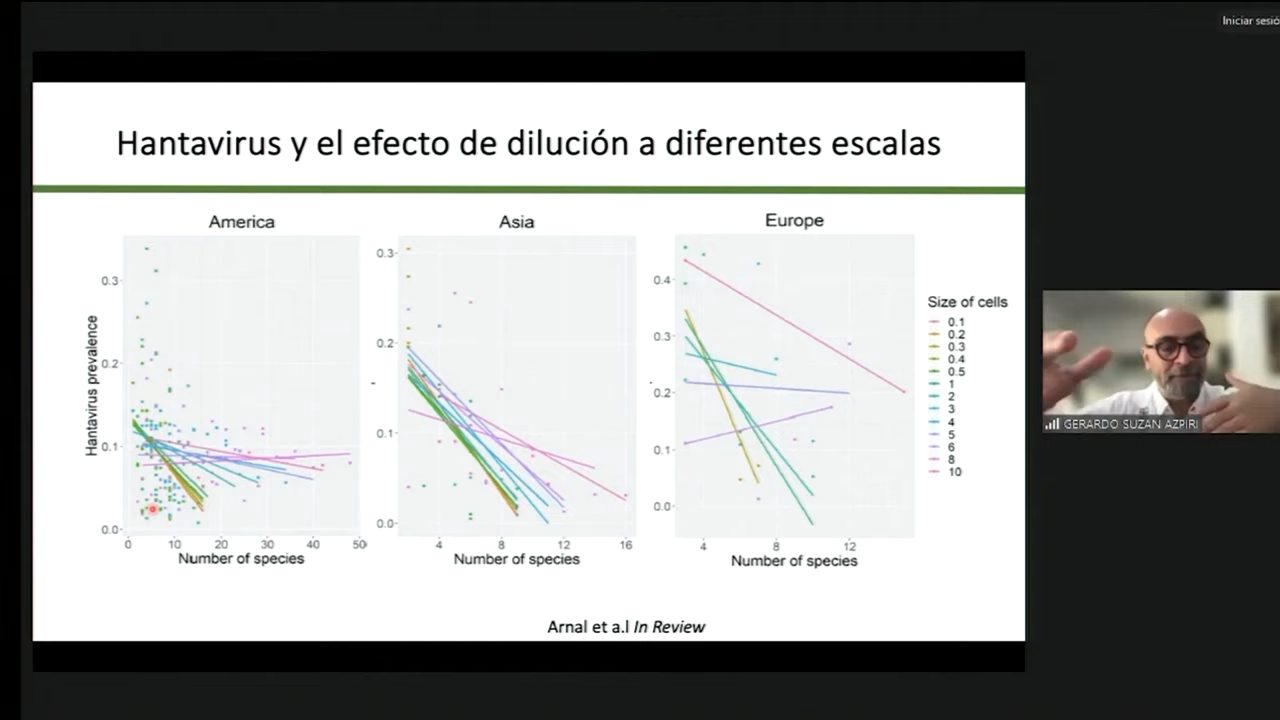 Iniciar sesió
Hantavirus y el efecto de dilución a diferentes escalas
America
Asia
Europe
Hantavirus prevalence
0.3
0.2
0.1
0.0
0 10 20 30 40 50
Number of species
0.3
0.2
0.1
0.0
4 8 12 16
Number of species
0.4
0.3
0.2
0.1
0.0
4 8 12
Number of species
Size of cells
0.1
0.2
0.3
0.4
0.5
1
2
3
4
5
6
8
10
Arnal et a.l In Review
GERARDO SUZAN AZPIRI